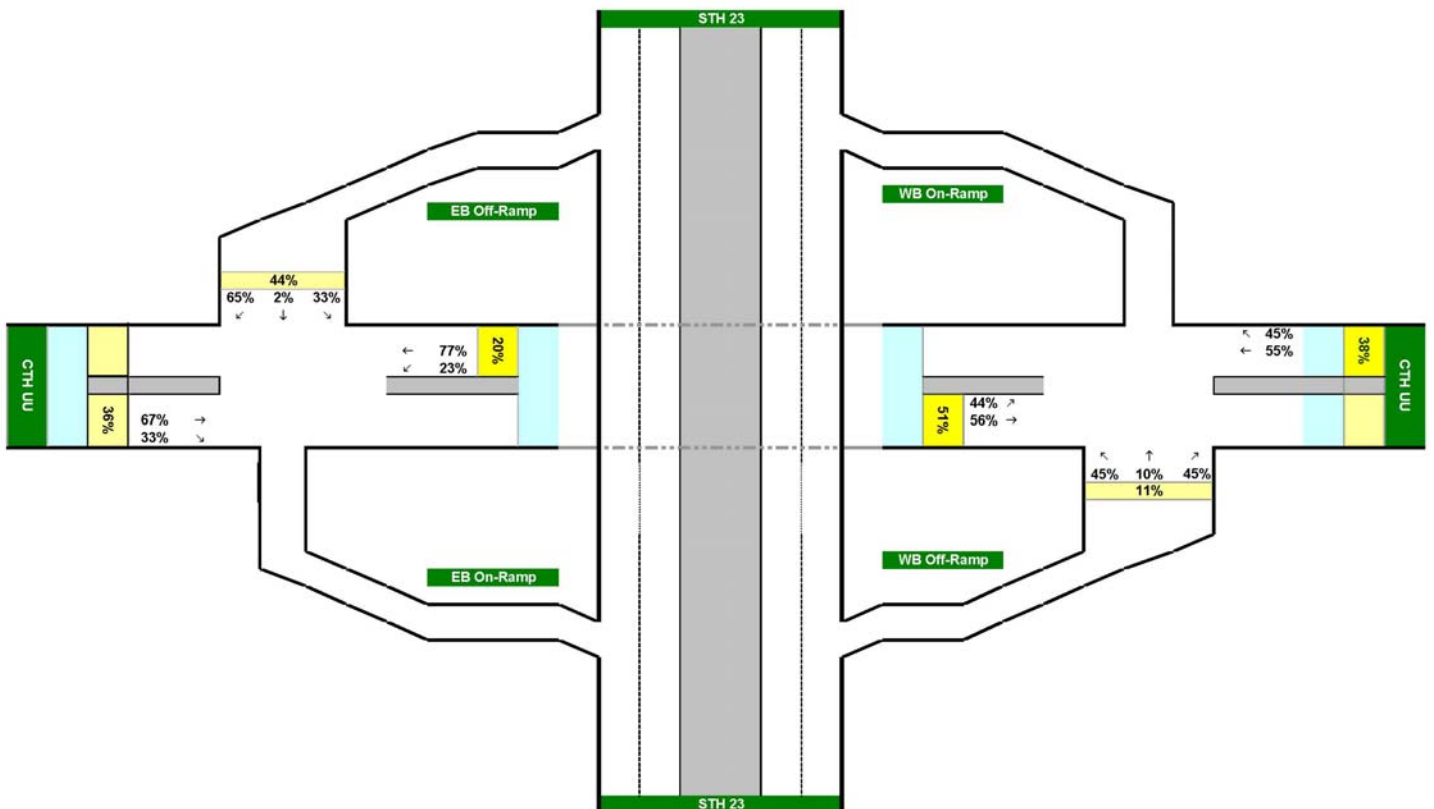 STH 23
WB On-Ramp
EB Off-Ramp
44%
65% 2% 33%
↙ ↓ ↘
CTH UU
36%
67% →
33% ↘
← 77%
↙ 23%
20%
51%
44% ↗
56% →
↖ 45%
← 55%
38%
CTH UU
↖ ↑ ↗
45% 10% 45%
11%
WB Off-Ramp
EB On-Ramp
STH 23